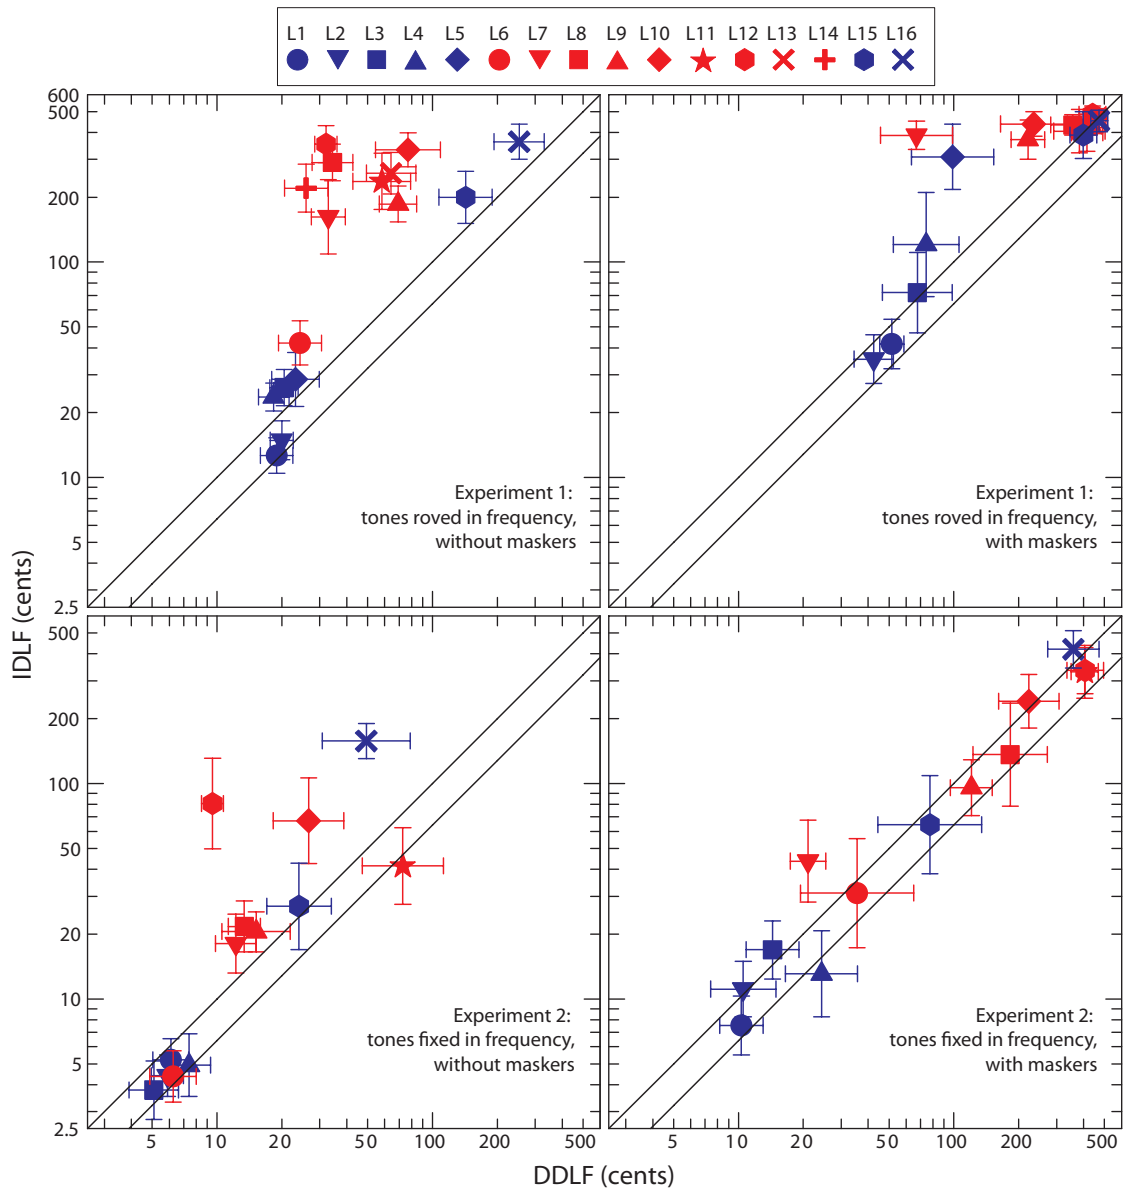 L1 L2 L3 L4 L5 L6 L7 L8 L9 L10 L11 L12 L13 L14 L15 L16
600
500
200
100
50
20
10
5
2.5
5 10 20 50 100 200 500
Experiment 1:
tones roved in frequency,
without maskers
Experiment 1:
tones roved in frequency,
with maskers
IDLF (cents)
500
200
100
50
20
10
5
2.5
Experiment 2:
tones fixed in frequency,
without maskers
Experiment 2:
tones fixed in frequency,
with maskers
5 10 20 50 100 200 500
DDLF (cents)